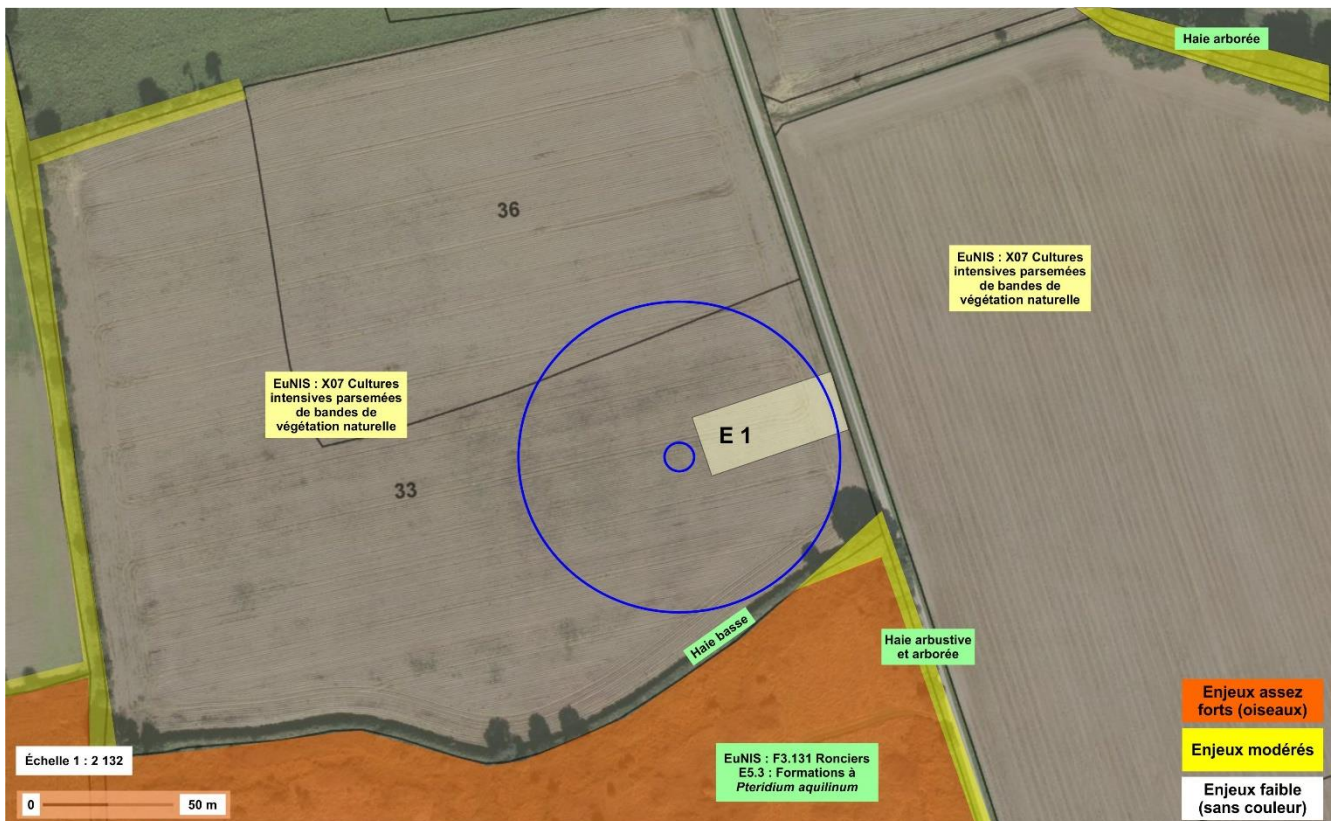 Haie arborée
36
EuNIS : X07 Cultures
intensives parsemées
de bandes de
végétation naturelle
EuNIS : X07 Cultures
intensives parsemées
de bandes de
végétation naturelle
E 1
33
Haie basse
Haie arbustive
et arborée
Enjeux assez
forts (oiseaux)
Enjeux modérés
Enjeux faible
(sans couleur)
EuNIS : F3.131 Ronciers
E5.3 : Formations à
Pteridium aquilinum
Échelle 1 : 2 132
0 50 m